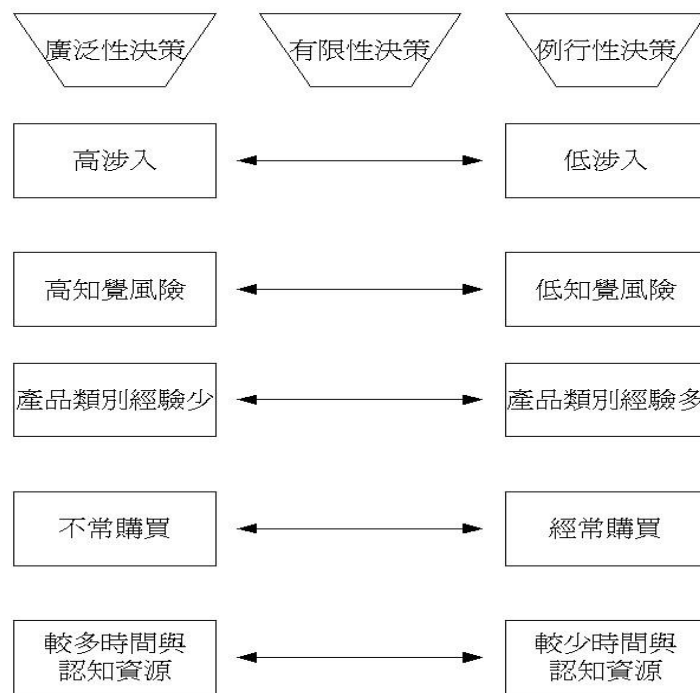 廣泛性決策
有限性決策
例行性決策
高涉入
低涉入
高知覺風險
低知覺風險
產品類別經驗少
產品類別經驗多
不常購買
經常購買
較多時間與
認知資源
較少時間與
認知資源